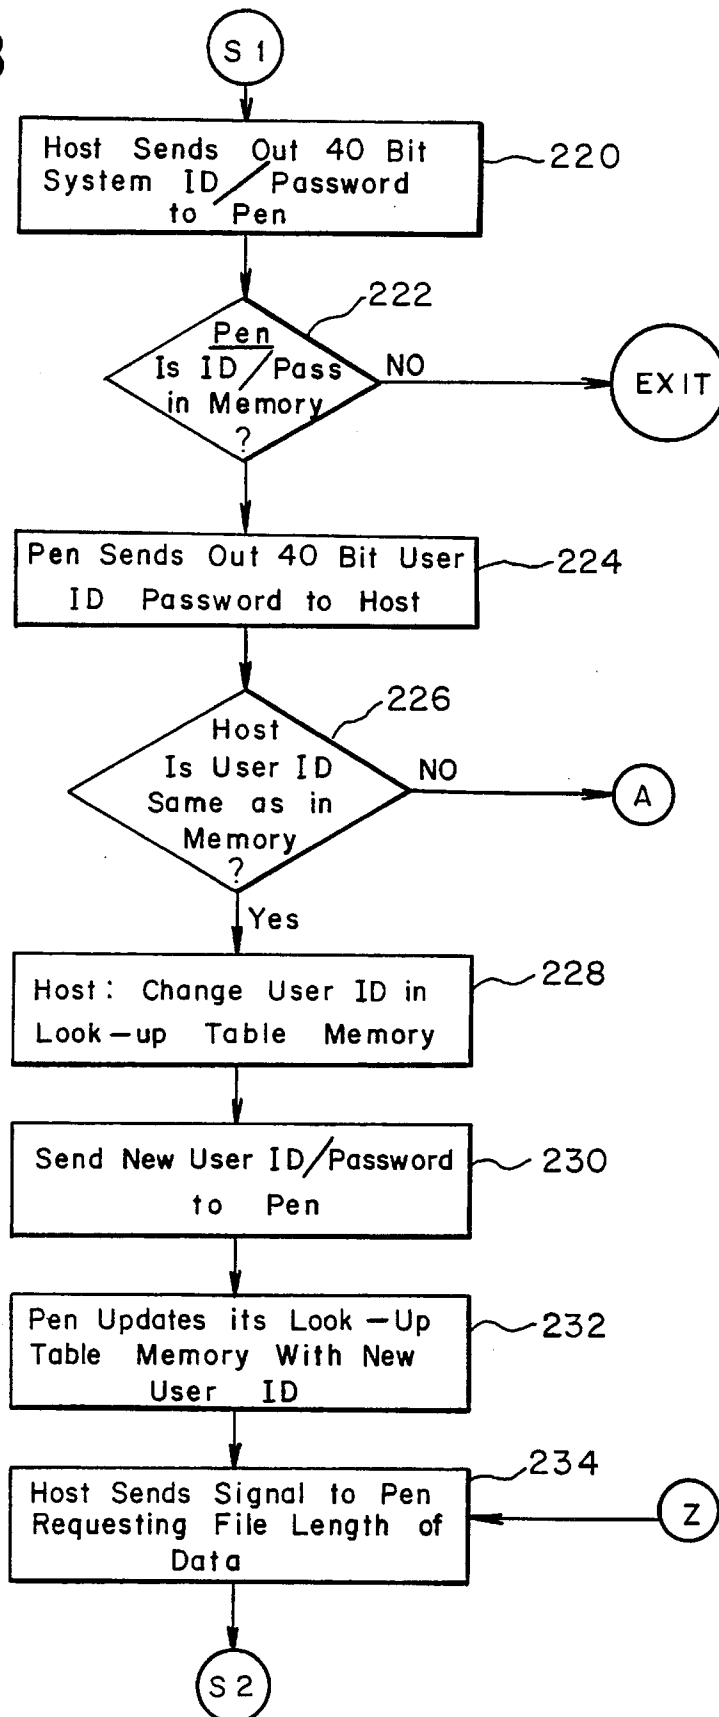 S1
Host Sends Out 40 Bit
System ID/Password
to Pen
220
222
Pen
Is ID/Pass
in Memory
?
NO
EXIT
Pen Sends Out 40 Bit User
ID Password to Host
224
226
Host
Is User ID
Same as in
Memory
?
NO
A
Yes
Host: Change User ID in
Look-up Table Memory
228
Send New User ID/Password
to Pen
230
Pen Updates its Look-Up
Table Memory With New
User ID
232
234
Host Sends Signal to Pen
Requesting File Length of
Data
Z
S2